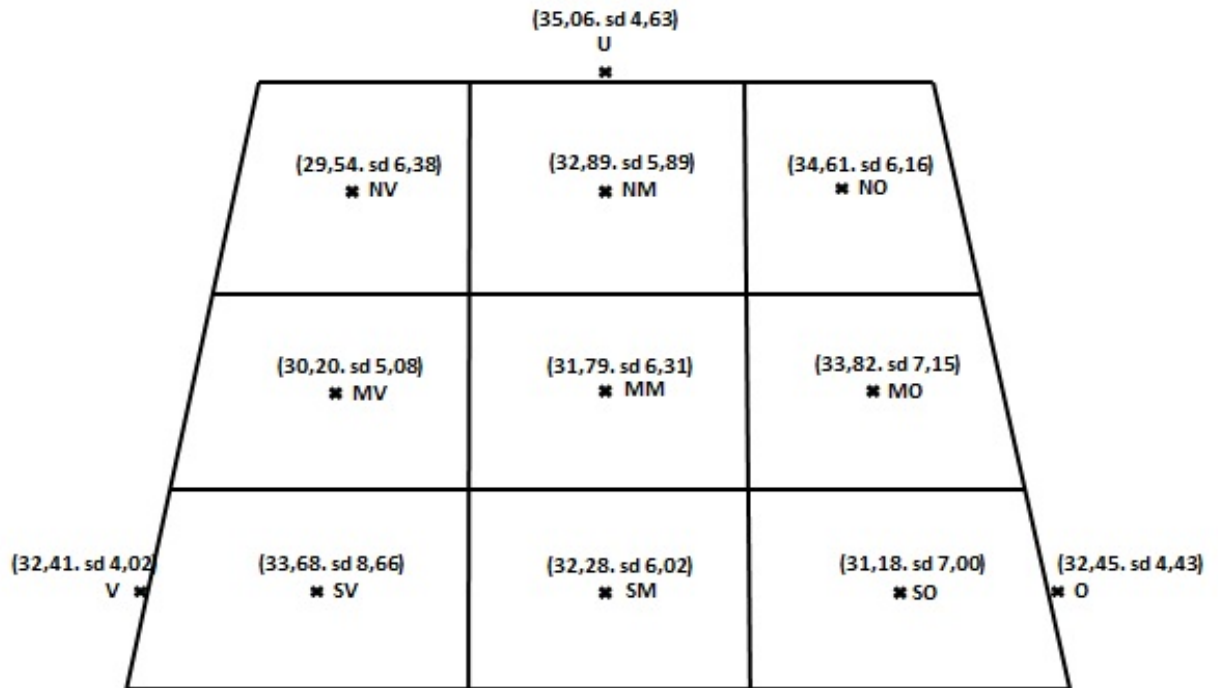 (35,06. sd 4,63)
U
(29,54. sd 6,38)
NV
(32,89. sd 5,89)
NM
(34,61. sd 6,16)
NO
(30,20. sd 5,08)
MV
(31,79. sd 6,31)
MM
(33,82. sd 7,15)
MO
(32,41. sd 4,02)
V
(33,68. sd 8,66)
SV
(32,28. sd 6,02)
SM
(31,18. sd 7,00)
SO
(32,45. sd 4,43)
O